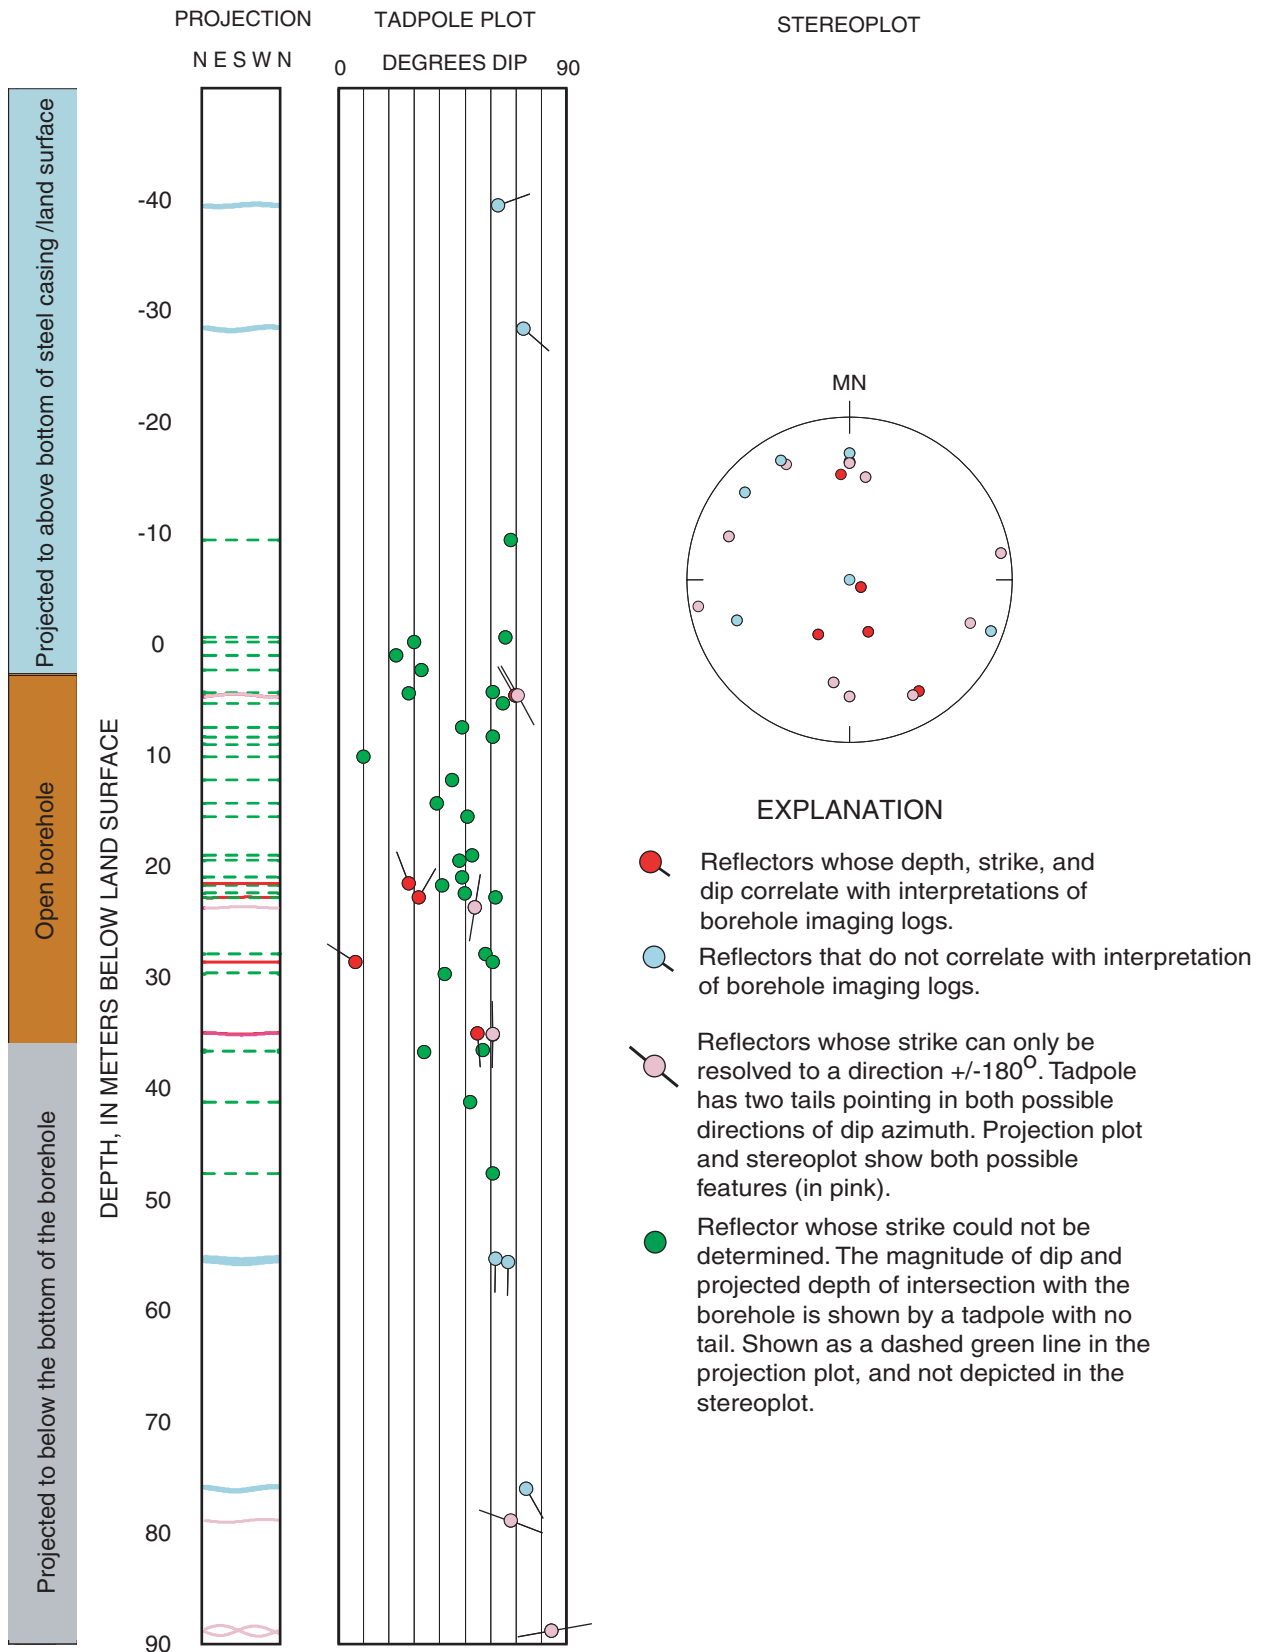 PROJECTION
TADPOLE PLOT
STEREOPLOT
N E S W N
0
DEGREES DIP
90
Projected to above bottom of steel casing /land surface
Open borehole
Projected to below the bottom of the borehole
DEPTH, IN METERS BELOW LAND SURFACE
-40
-30
-20
-10
0
10
20
30
40
50
60
70
80
90
MN
EXPLANATION
Reflectors whose depth, strike, and
dip correlate with interpretations of
borehole imaging logs.
Reflectors that do not correlate with interpretation
of borehole imaging logs.
Reflectors whose strike can only be
resolved to a direction +/-180°. Tadpole
has two tails pointing in both possible
directions of dip azimuth. Projection plot
and stereoplot show both possible
features (in pink).
Reflector whose strike could not be
determined. The magnitude of dip and
projected depth of intersection with the
borehole is shown by a tadpole with no
tail. Shown as a dashed green line in the
projection plot, and not depicted in the
stereoplot.